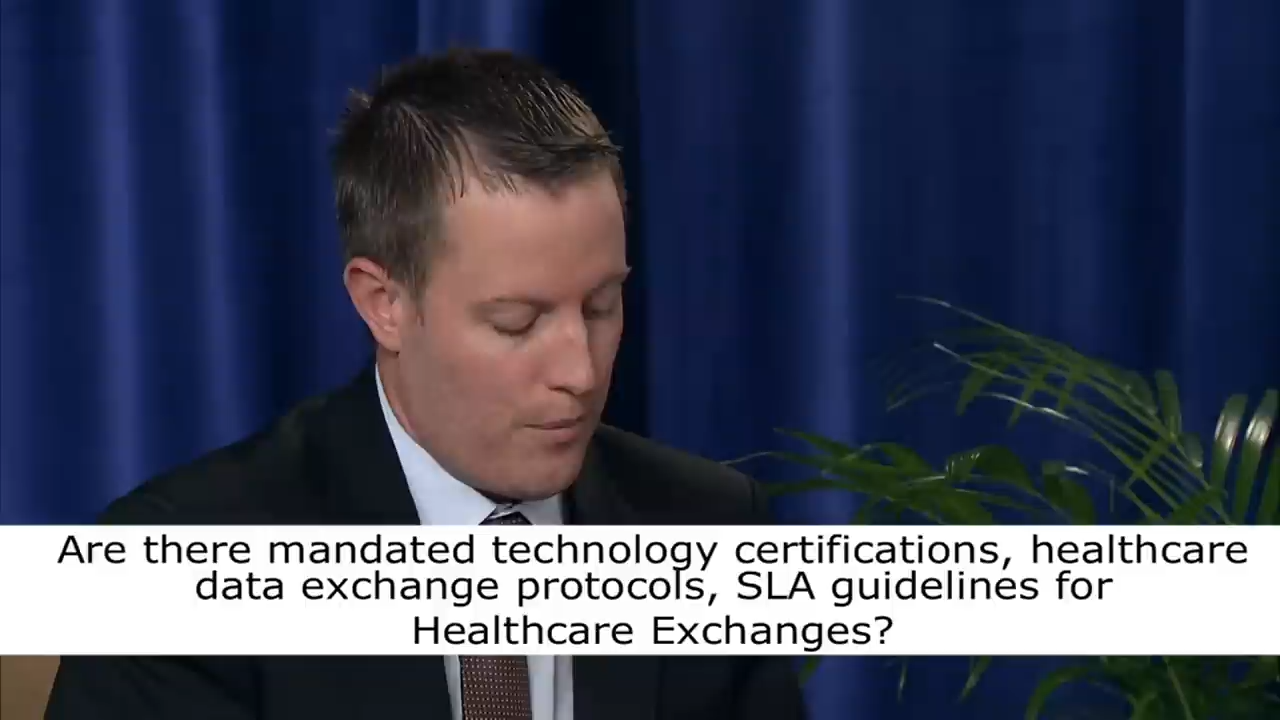 Are there mandated technology certifications, healthcare
data exchange protocols, SLA guidelines for
Healthcare Exchanges?